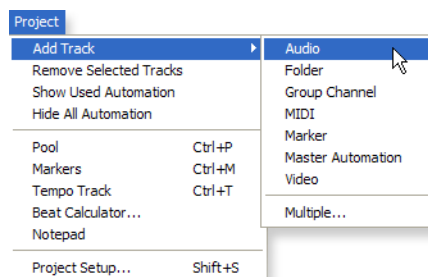 Project
Add Track
Remove Selected Tracks
Show Used Automation
Hide All Automation
Pool Ctrl+P
Markers Ctrl+M
Tempo Track Ctrl+T
Beat Calculator...
Notepad
Project Setup... Shift+S
Audio
Folder
Group Channel
MIDI
Marker
Master Automation
Video
Multiple...